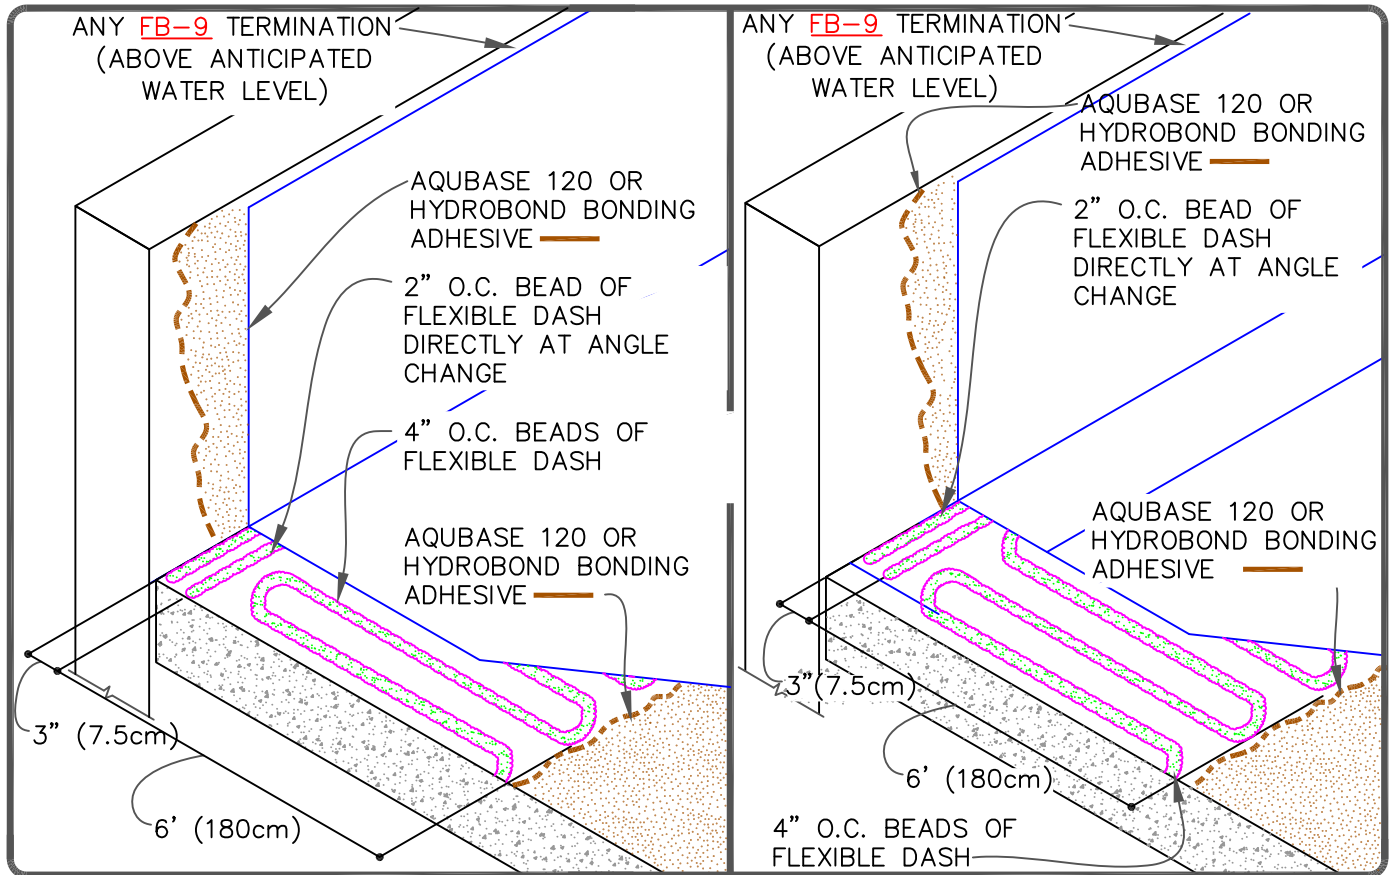 ANY FB-9 TERMINATION
(ABOVE ANTICIPATED
WATER LEVEL)
AQUBASE 120 OR
HYDROBOND BONDING
ADHESIVE
2" O.C. BEAD OF
FLEXIBLE DASH
DIRECTLY AT ANGLE
CHANGE
4" O.C. BEADS OF
FLEXIBLE DASH
AQUBASE 120 OR
HYDROBOND BONDING
ADHESIVE
3" (7.5cm)
6' (180cm)
ANY FB-9 TERMINATION
(ABOVE ANTICIPATED
WATER LEVEL)
AQUBASE 120 OR
HYDROBOND BONDING
ADHESIVE
2" O.C. BEAD OF
FLEXIBLE DASH
DIRECTLY AT ANGLE
CHANGE
AQUBASE 120 OR
HYDROBOND BONDING
ADHESIVE
3"(7.5cm)
6' (180cm)
4" O.C. BEADS OF
FLEXIBLE DASH